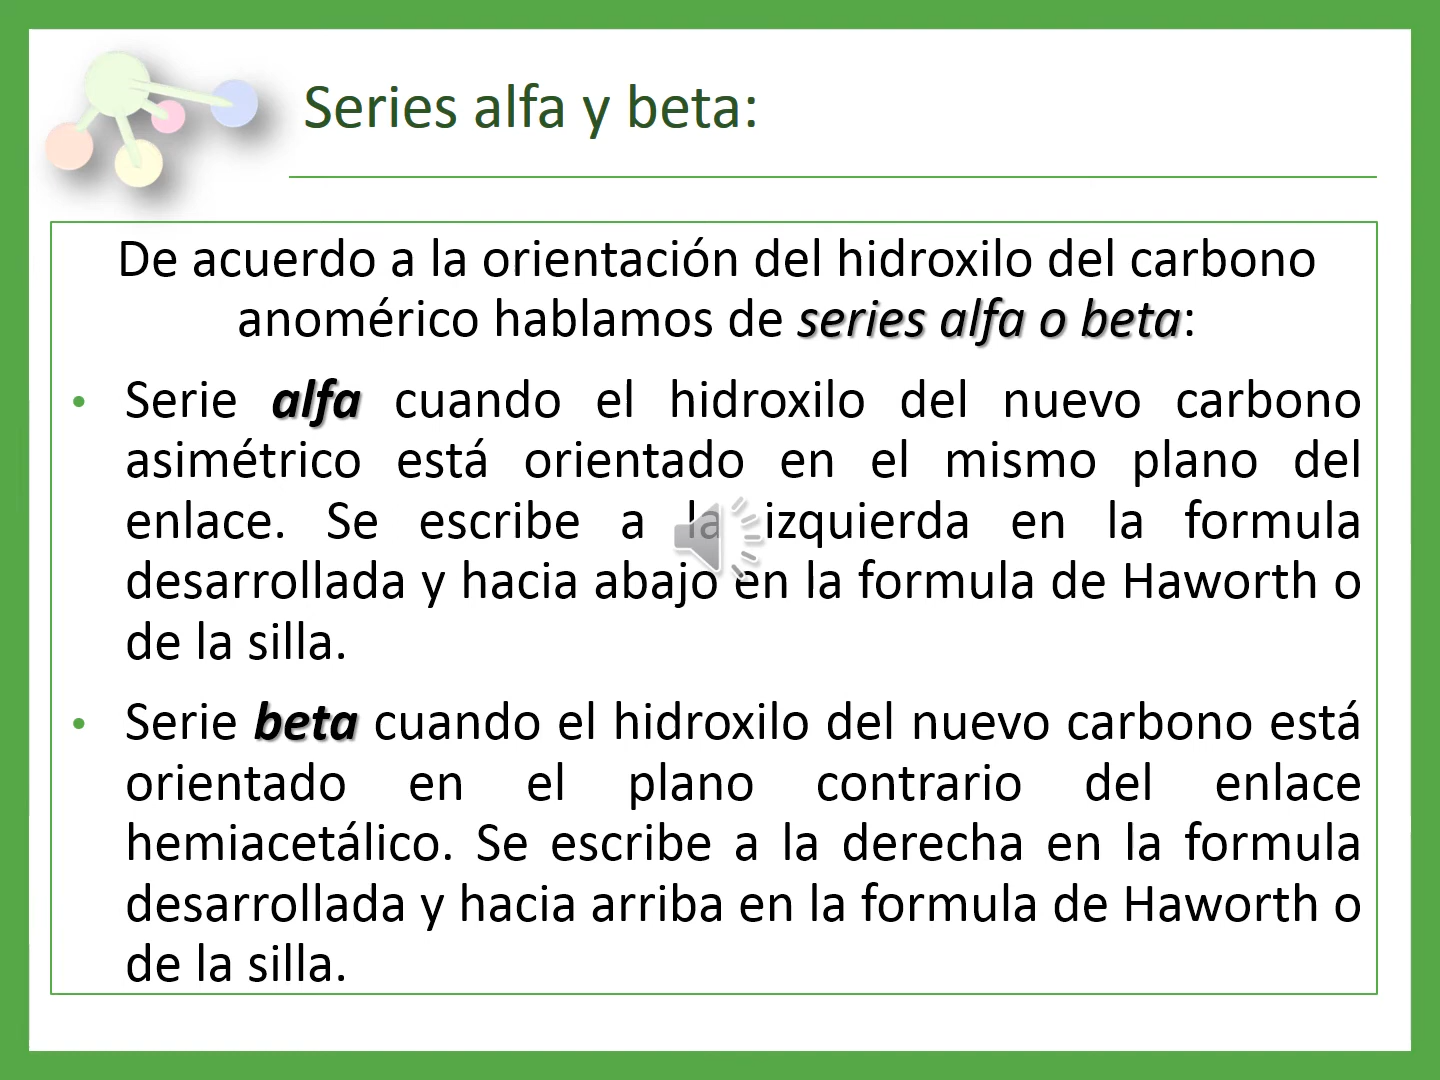 Series alfa y beta:
De acuerdo a la orientación del hidroxilo del carbono
anomérico hablamos de series alfa o beta:
• Serie alfa cuando el hidroxilo del nuevo carbono
asimétrico está orientado en el mismo plano del
enlace. Se escribe a la izquierda en la formula
desarrollada y hacia abajo en la formula de Haworth o
de la silla.
• Serie beta cuando el hidroxilo del nuevo carbono está
orientado en el plano contrario del enlace
hemiacetálico. Se escribe a la derecha en la formula
desarrollada y hacia arriba en la formula de Haworth o
de la silla.